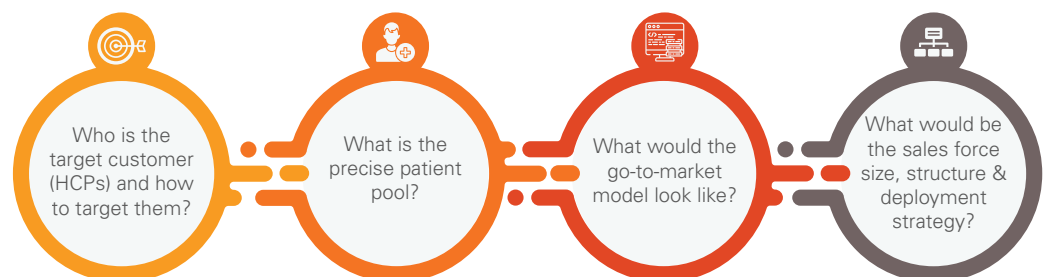 Who is the
target customer
(HCPs) and how
to target them?
What is the
precise patient
pool?
What would the
go-to-market
model look like?
What would be
the sales force
size, structure &
deployment
strategy?